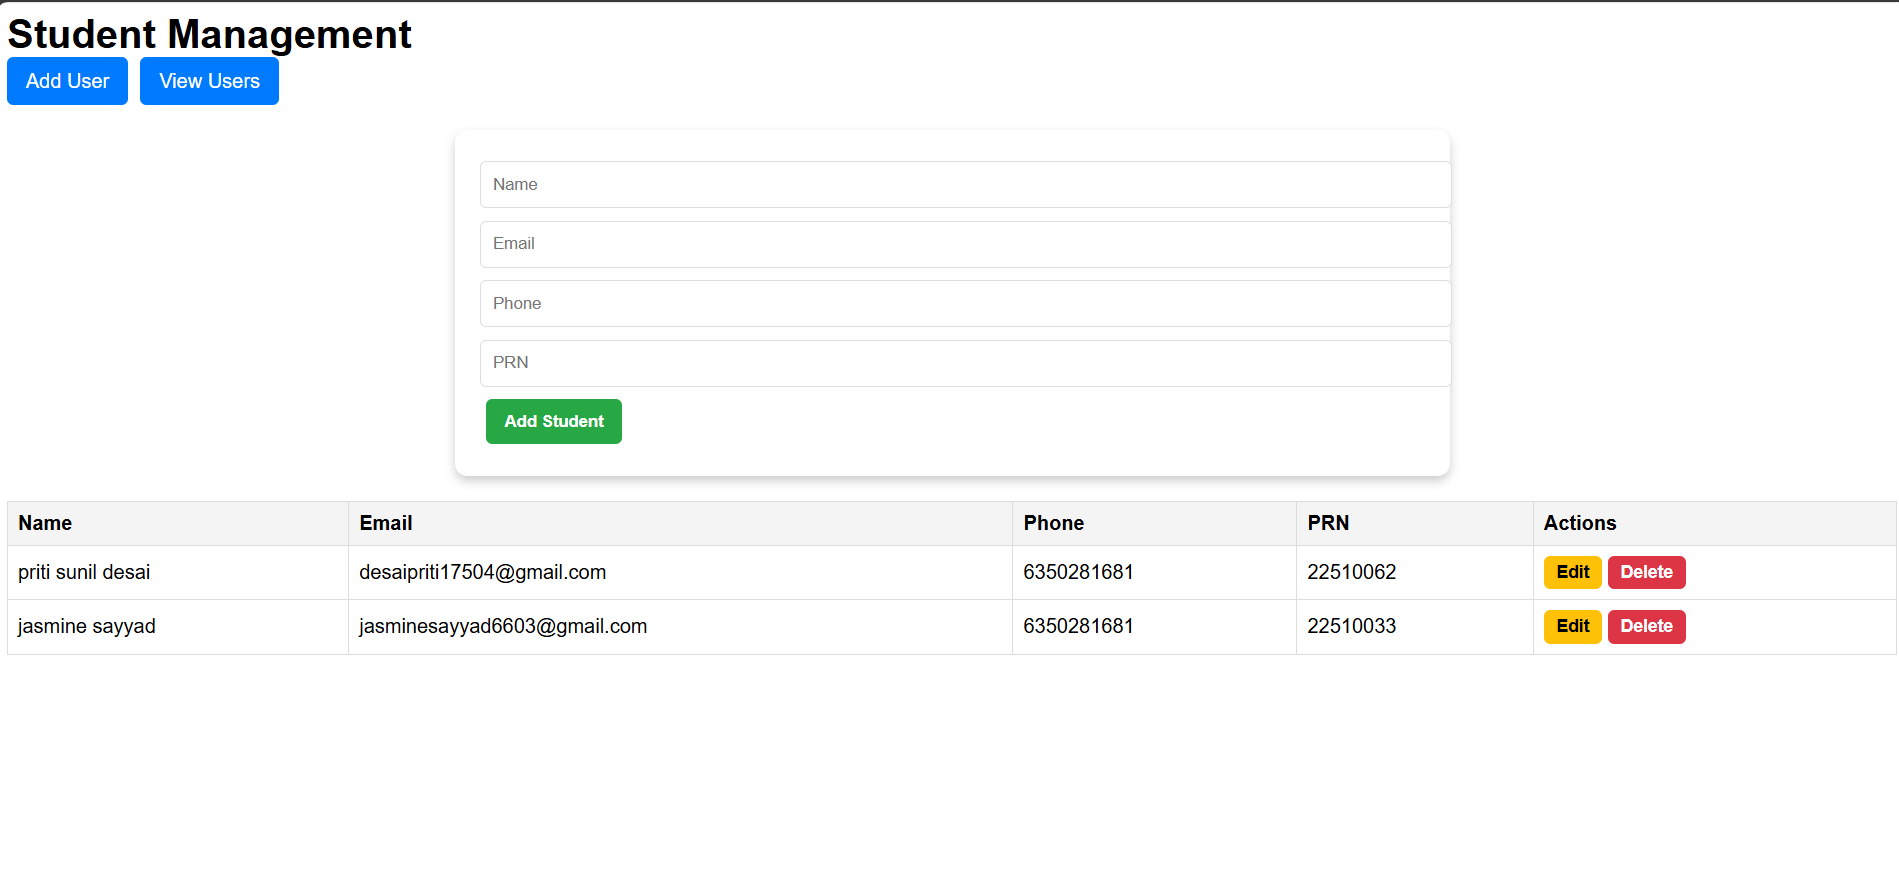 Student Management
Add User View Users
Name
Email
Phone
PRN
Add Student
Name Email Phone PRN Actions
priti sunil desai desaipriti17504@gmail.com 6350281681 22510062 Edit Delete
jasmine sayyad jasminesayyad6603@gmail.com 6350281681 22510033 Edit Delete